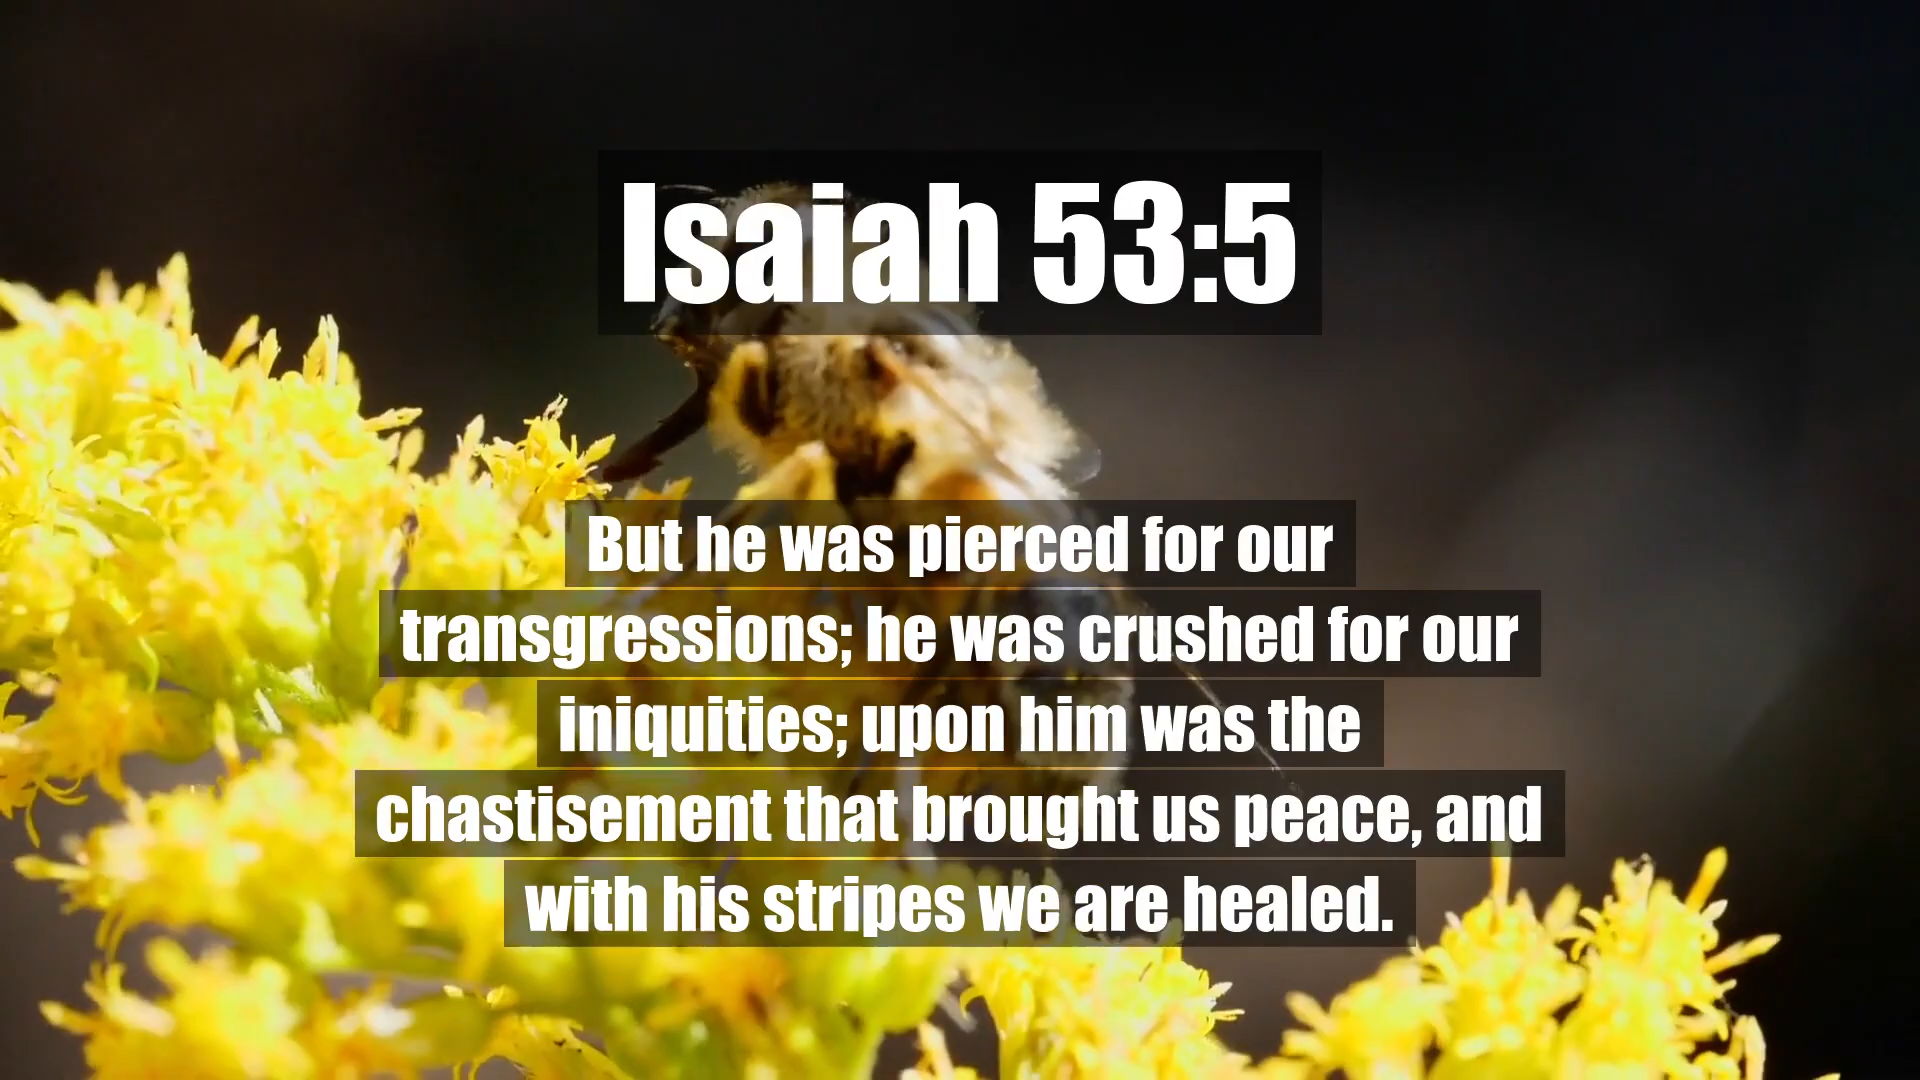 Isaiah 53:5
But he was pierced for our
transgressions; he was crushed for our
iniquities; upon him was the
chastisement that brought us peace, and
with his stripes we are healed.